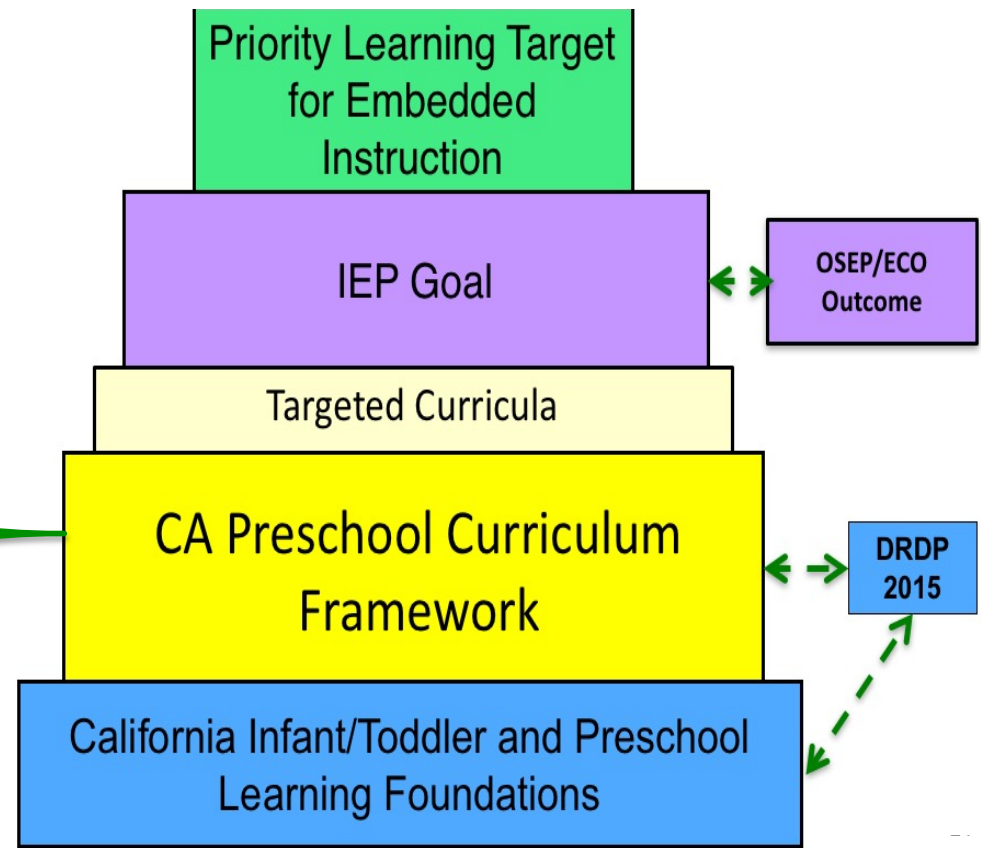 Priority Learning Target
for Embedded
Instruction
IEP Goal
OSEP/ECO
Outcome
Targeted Curricula
CA Preschool Curriculum
Framework
DRDP
2015
California Infant/Toddler and Preschool
Learning Foundations